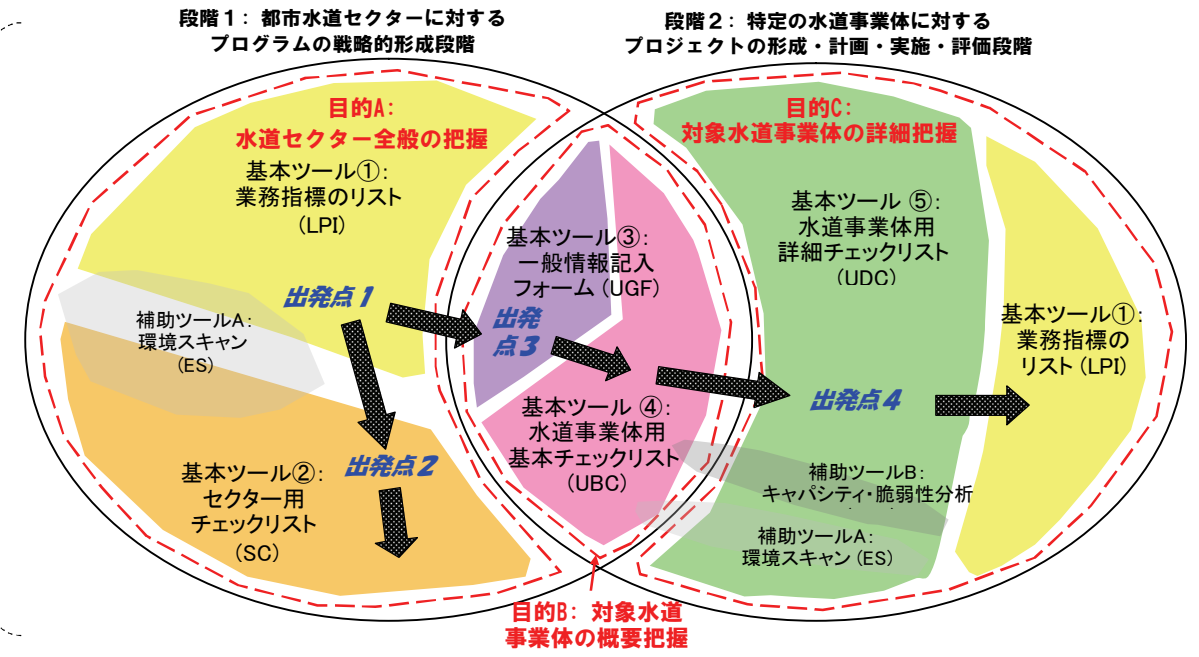 段階1: 都市水道セクターに対する
プログラムの戦略的形成段階
段階2: 特定の水道事業体に対する
プロジェクトの形成・計画・実施・評価段階
目的A:
水道セクター全般の把握
基本ツール①:
業務指標のリスト
(LPI)
出発点1
補助ツールA:
環境スキャン
(ES)
出発点2
基本ツール②:
セクター用
チェックリスト
(SC)
基本ツール③:
一般情報記入
フォーム(UGF)
出発
点3
基本ツール ④:
水道事業体用
基本チェックリスト
(UBC)
目的B: 対象水道
事業体の概要把握
目的C:
対象水道事業体の詳細把握
基本ツール ⑤:
水道事業体用
詳細チェックリスト
(UDC)
出発点4
補助ツールB:
キャパシティ・脆弱性分析
補助ツールA:
環境スキャン(ES)
基本ツール①:
業務指標の
リスト(LPI)